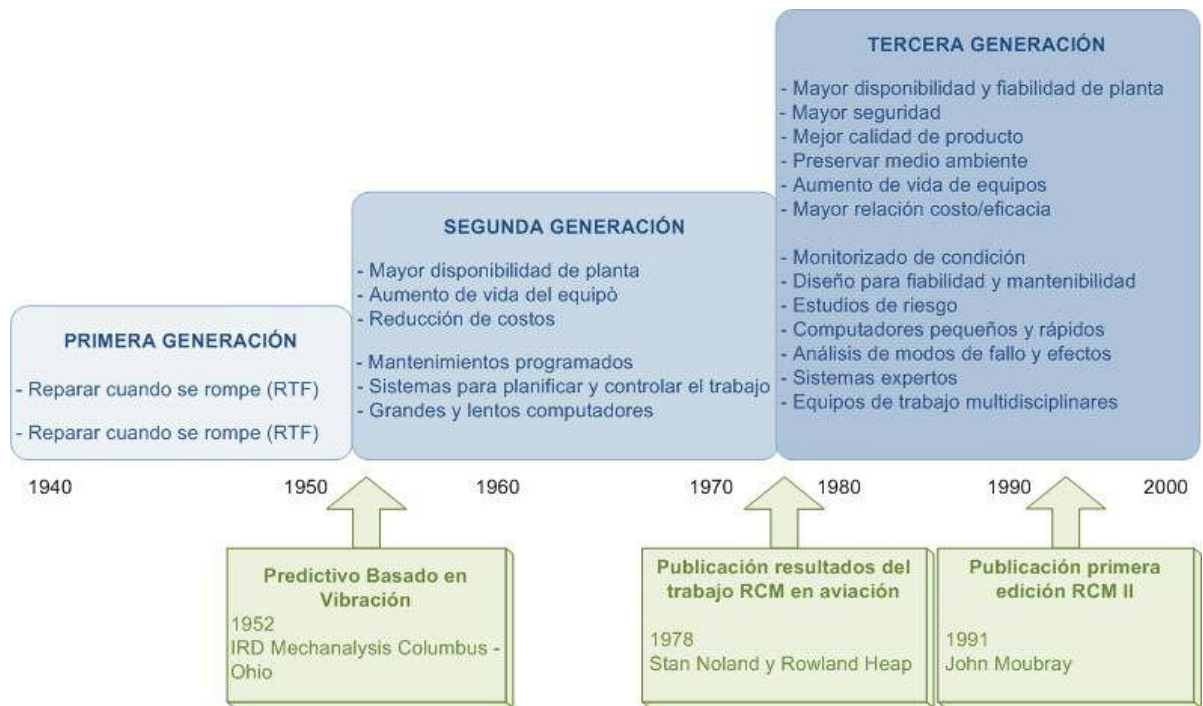 PRIMERA GENERACIÓN
- Reparar cuando se rompe (RTF)
- Reparar cuando se rompe (RTF)
SEGUNDA GENERACIÓN
- Mayor disponibilidad de planta
- Aumento de vida del equipò
- Reducción de costos
- Mantenimientos programados
- Sistemas para planificar y controlar el trabajo
- Grandes y lentos computadores
TERCERA GENERACIÓN
- Mayor disponibilidad y fiabilidad de planta
- Mayor seguridad
- Mejor calidad de producto
- Preservar medio ambiente
- Aumento de vida de equipos
- Mayor relación costo/eficacia
- Monitorizado de condición
- Diseño para fiabilidad y mantenibilidad
- Estudios de riesgo
- Computadores pequeños y rápidos
- Análisis de modos de fallo y efectos
- Sistemas expertos
- Equipos de trabajo multidisciplinares
1940 1950 1960 1970 1980 1990 2000
Predictivo Basado en
Vibración
1952
IRD Mechanalysis Columbus -
Ohio
Publicación resultados del
trabajo RCM en aviación
1978
Stan Noland y Rowland Heap
Publicación primera
edición RCM II
1991
John Moubray